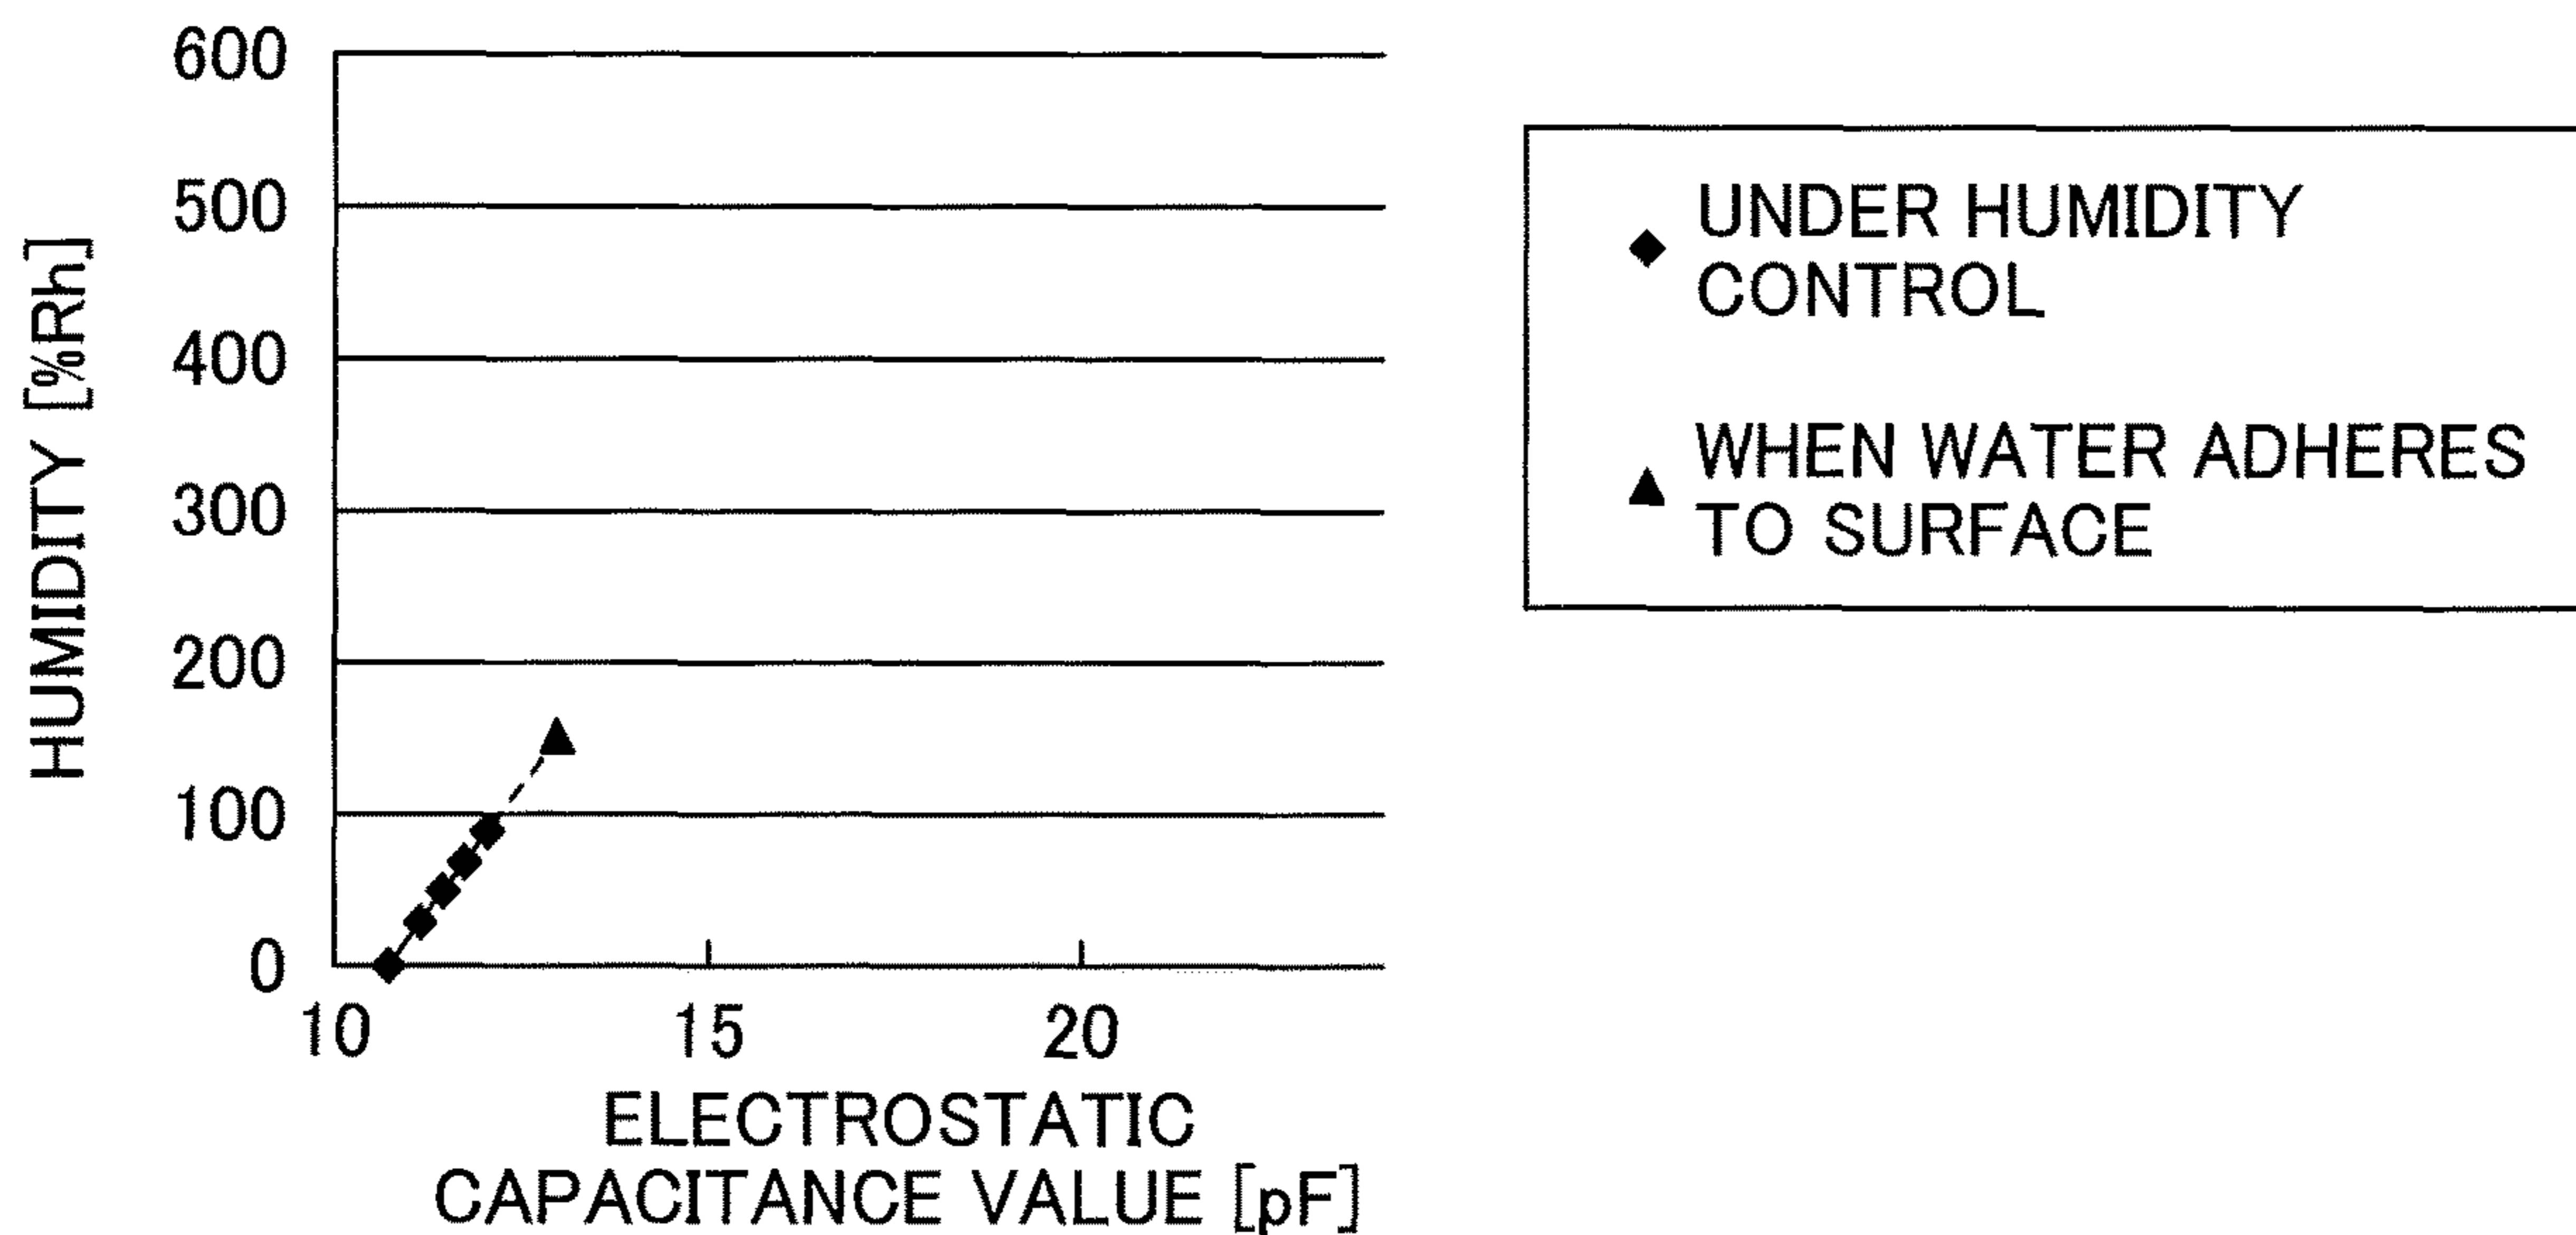 600
500
400
300
200
100
0
HUMIDITY [%Rh]
10
15
20
ELECTROSTATIC
CAPACITANCE VALUE [pF]
UNDER HUMIDITY
CONTROL
WHEN WATER ADHERES
TO SURFACE